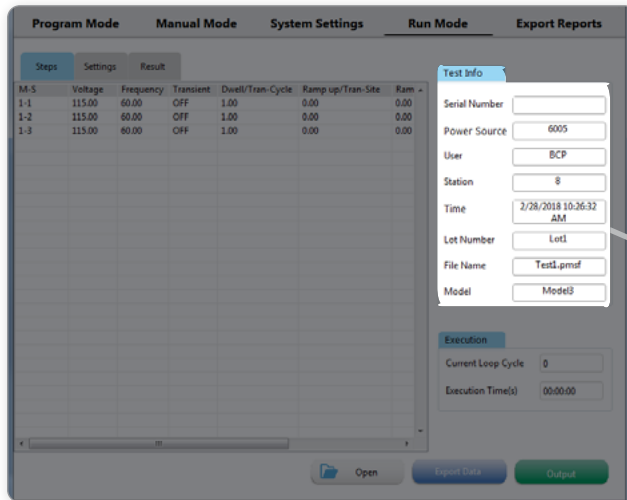 Program Mode Manual Mode System Settings Run Mode Export Reports
Steps Settings Result
M-S Voltage Frequency Transient Dwell/Tran-Cycle Ramp up/Tran-Site Ram
1-1 115.00 60.00 OFF 1.00 0.00 0.00
1-2 115.00 60.00 OFF 1.00 0.00 0.00
1-3 115.00 60.00 OFF 1.00 0.00 0.00
Test Info
Serial Number
Power Source 6005
User BCP
Station 8
Time 2/28/2018 10:26:32
AM
Lot Number Lot1
File Name Test1.pmsf
Model Model3
Execution
Current Loop Cycle 0
Execution Time(s) 00:00:00
Open Export Data Output